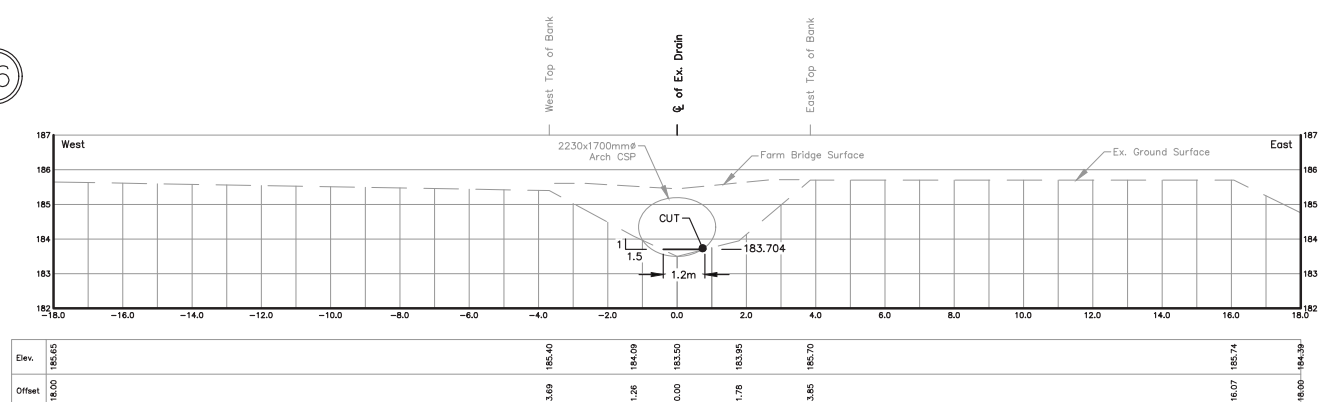 West Top of Bank
℄ of Ex. Drain
East Top of Bank
6
187
West
East
187
2230x1700mmø
Arch CSP
Farm Bridge Surface
Ex. Ground Surface
186
186
185
185
CUT
184
1
1.5
183.704
184
183
1.2m
183
182
182
-18.0 -16.0 -14.0 -12.0 -10.0 -8.0 -6.0 -4.0 -2.0 0.0 2.0 4.0 6.0 8.0 10.0 12.0 14.0 16.0 18.0
Elev. 185.65 185.40 184.09 183.50 183.95 185.70 185.74 184.39
Offset 18.00 3.69 1.26 0.00 1.78 3.85 16.07 18.00